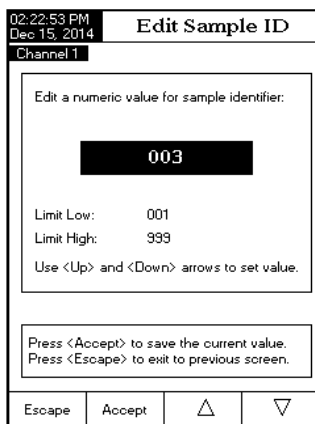 02:22:53 PM
Dec 15, 2014
Edit Sample ID
Channel 1
Edit a numeric value for sample identifier:
003
Limit Low: 001
Limit High: 999
Use <Up> and <Down> arrows to set value.
Press <Accept> to save the current value.
Press <Escape> to exit to previous screen.
Escape Accept △ ▽